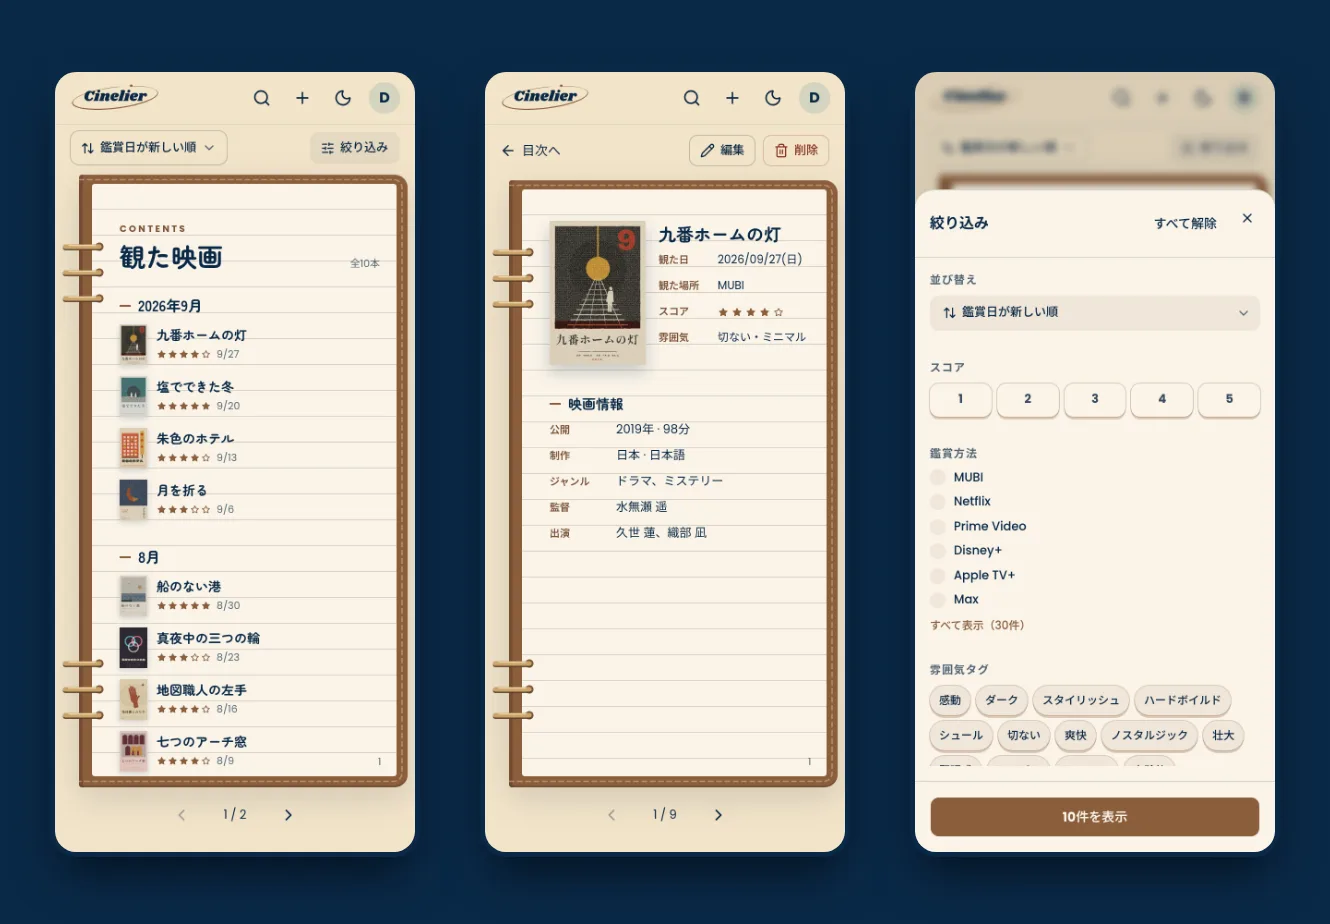 Cinelier
D
鑑賞日が新しい順
絞り込み
CONTENTS
観た映画
全10本
2026年9月
九番ホームの灯
9/27
塩でできた冬
9/20
朱色のホテル
9/13
月を折る
9/6
8月
船のない港
8/30
真夜中の三つの輪
8/23
地図職人の左手
8/16
七つのアーチ窓
8/9
1
1 / 2
Cinelier
D
目次へ
編集
削除
9
九番ホームの灯
九番ホームの灯
観た日 2026/09/27(日)
観た場所 MUBI
スコア
雰囲気 切ない・ミニマル
映画情報
公開 2019年 · 98分
制作 日本 · 日本語
ジャンル ドラマ、ミステリー
監督 水無瀬 遥
出演 久世 蓮、織部 凪
1
1 / 9
絞り込み
すべて解除
並び替え
鑑賞日が新しい順
スコア
1 2 3 4 5
鑑賞方法
MUBI
Netflix
Prime Video
Disney+
Apple TV+
Max
すべて表示（30件）
雰囲気タグ
感動 ダーク スタイリッシュ ハードボイルド
シュール 切ない 爽快 ノスタルジック 壮大
10件を表示